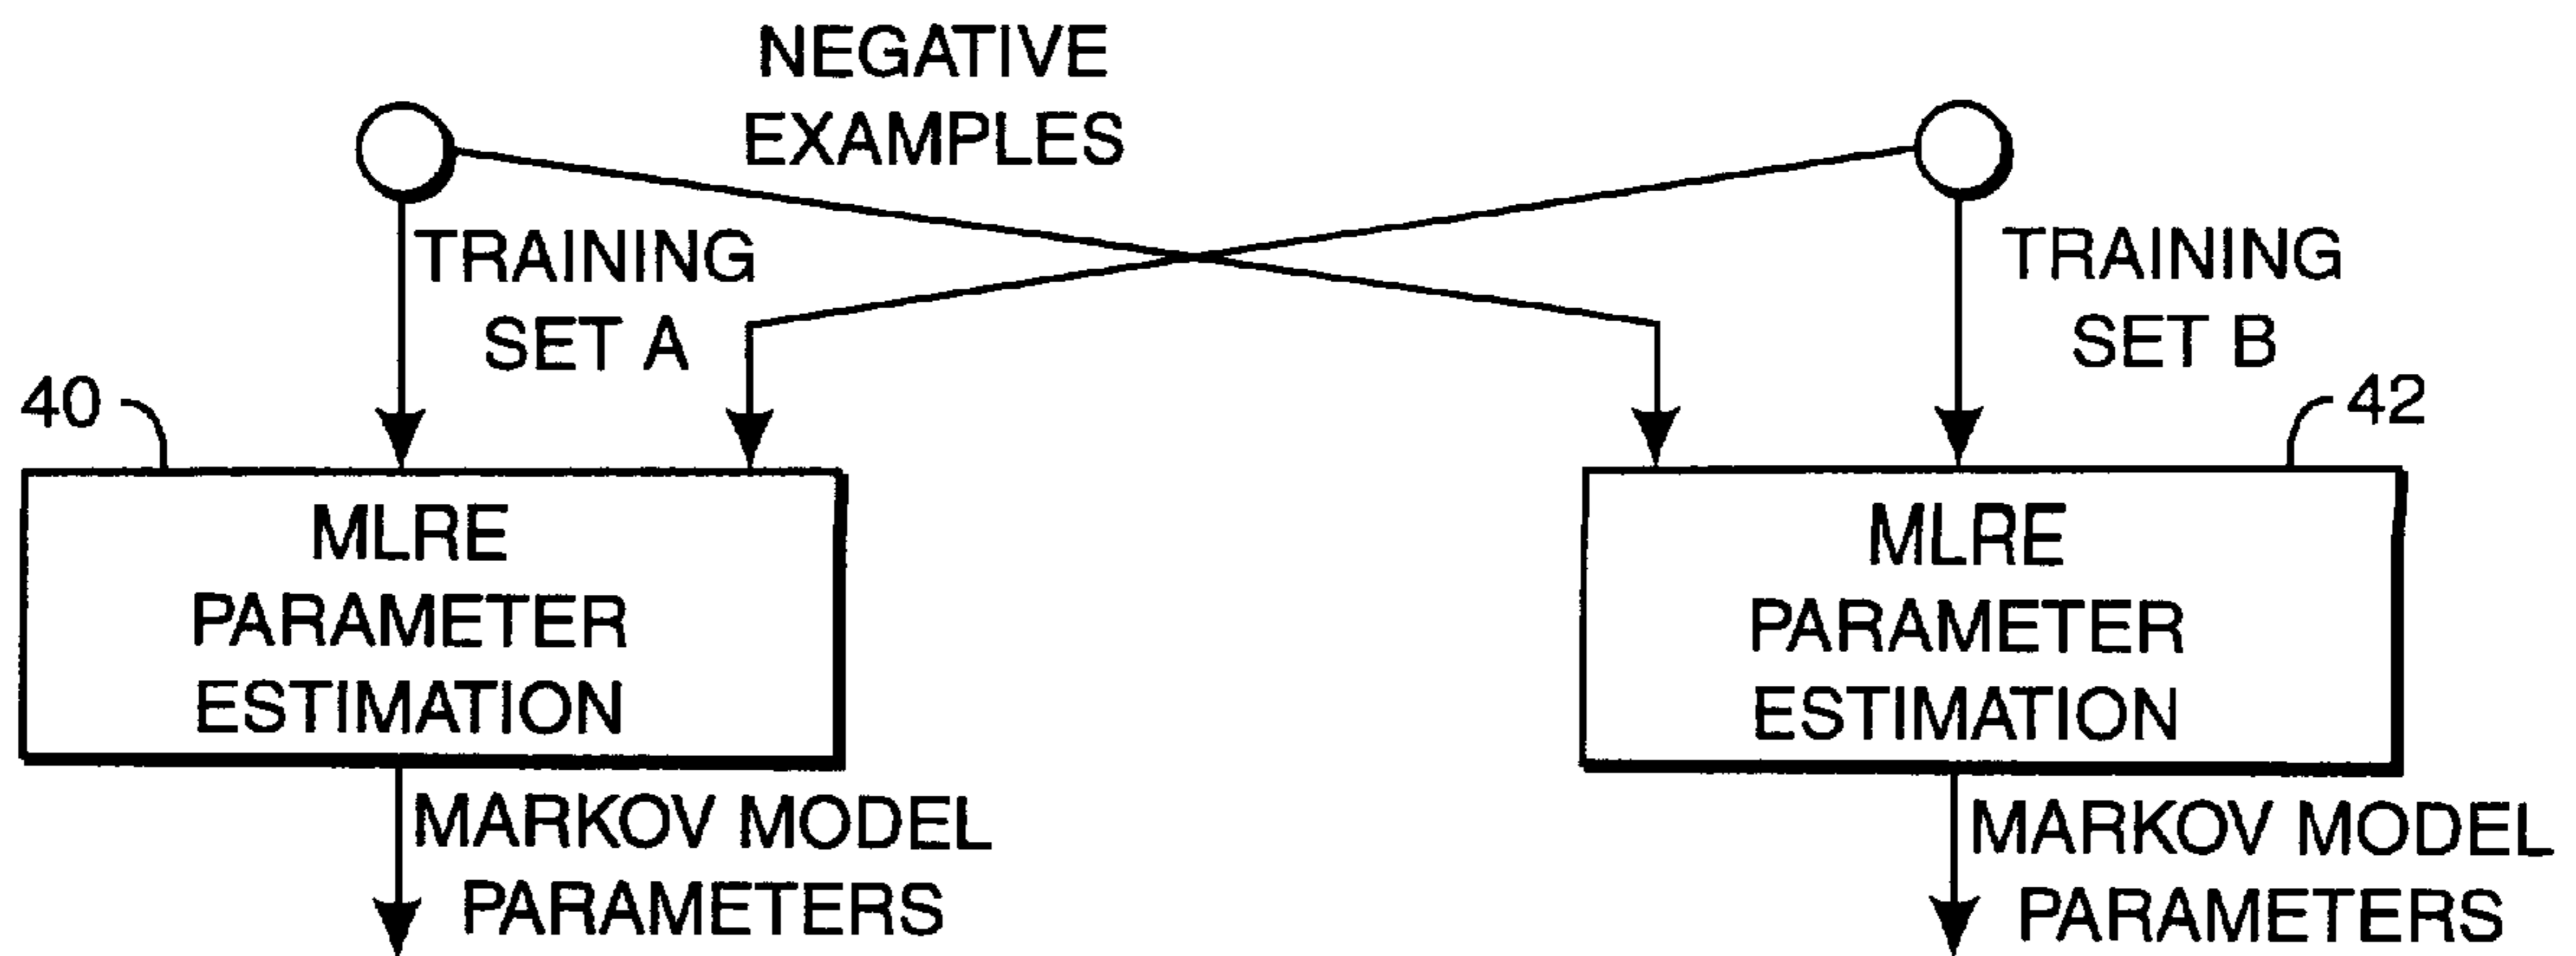 NEGATIVE
EXAMPLES
TRAINING
SET A
TRAINING
SET B
40
42
MLRE
PARAMETER
ESTIMATION
MLRE
PARAMETER
ESTIMATION
MARKOV MODEL
PARAMETERS
MARKOV MODEL
PARAMETERS